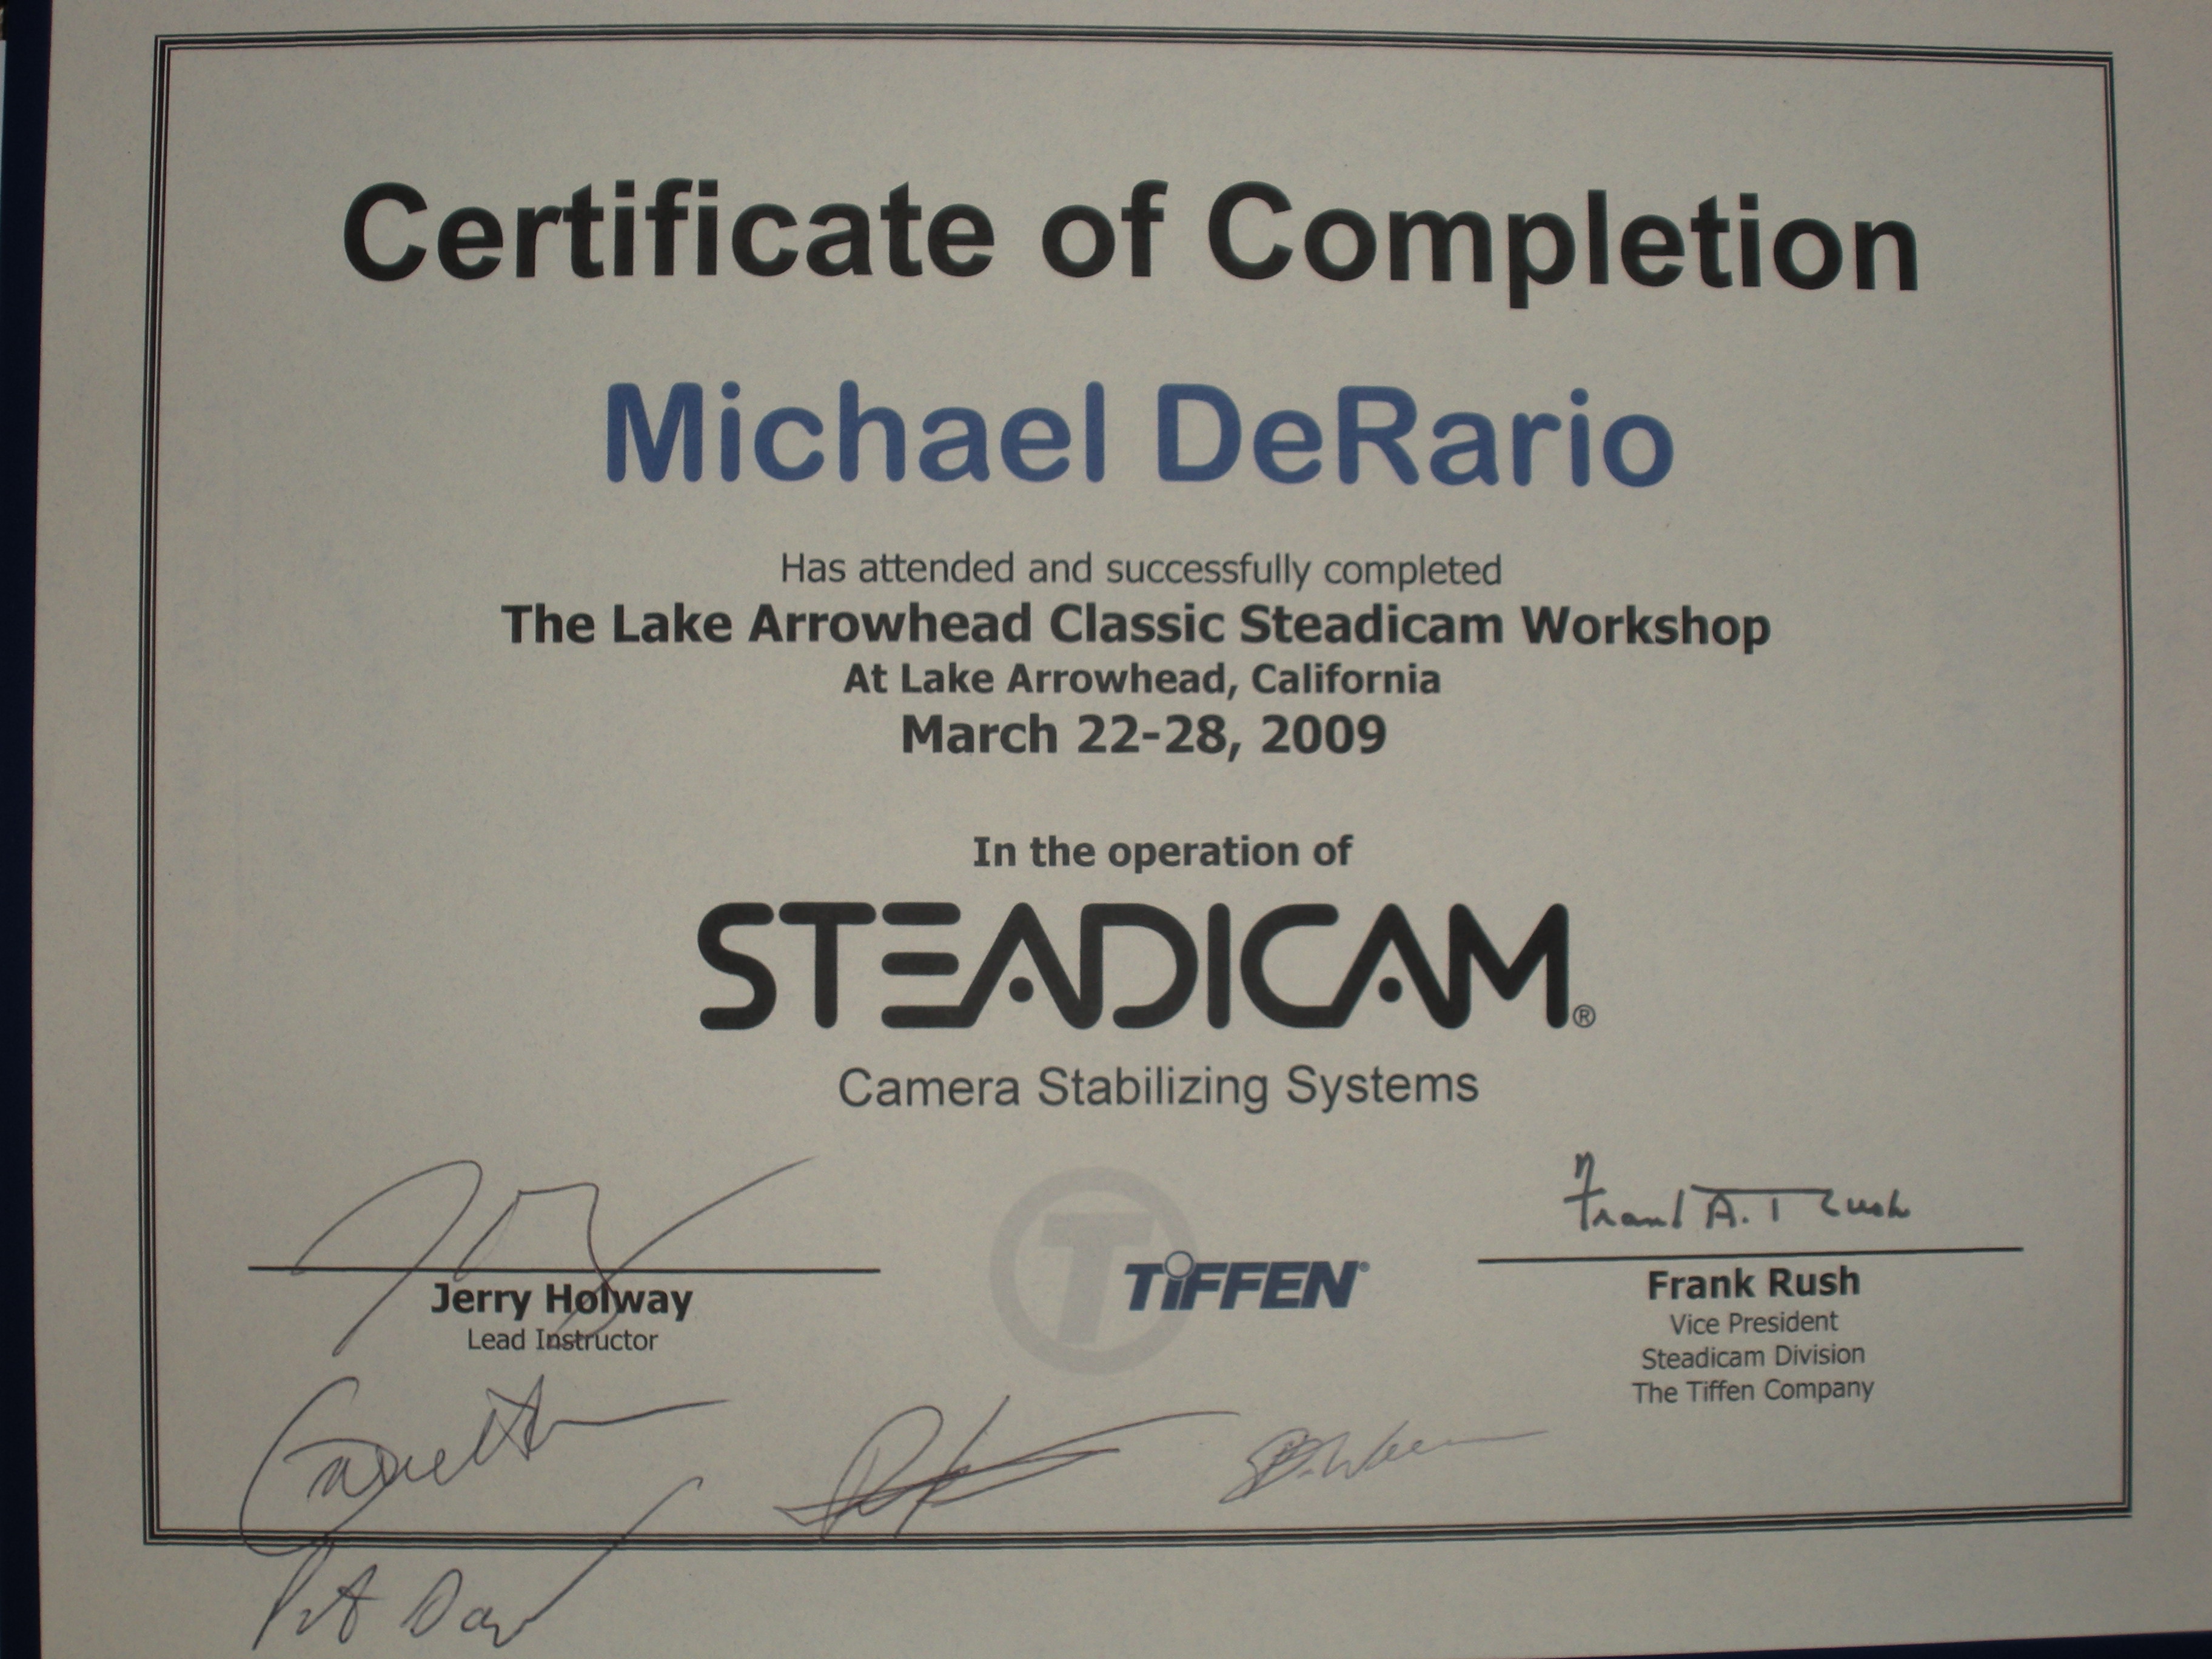 Certificate of Completion
Michael DeRario
Has attended and successfully completed
The Lake Arrowhead Classic Steadicam Workshop
At Lake Arrowhead, California
March 22-28, 2009
In the operation of
STEADICAM®
Camera Stabilizing Systems
Frank A. Rush
Jerry Holway
Lead Instructor
TIFFEN®
Frank Rush
Vice President
Steadicam Division
The Tiffen Company